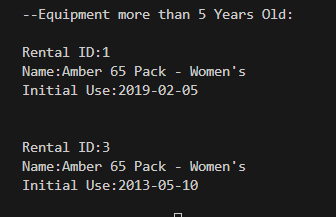 --Equipment more than 5 Years Old:
Rental ID:1
Name:Amber 65 Pack - Women's
Initial Use:2019-02-05
Rental ID:3
Name:Amber 65 Pack - Women's
Initial Use:2013-05-10